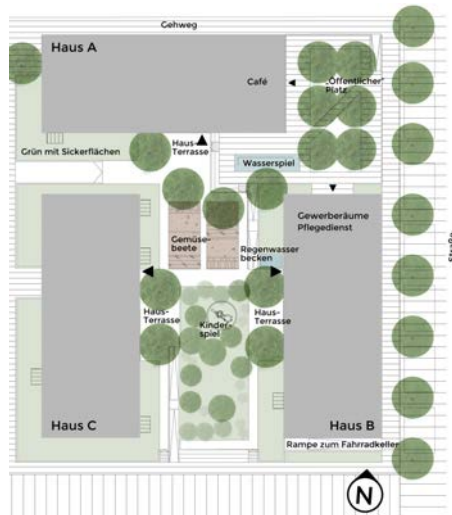 Gehweg
Haus A
Café
„Öffentlicher"
Platz
Haus-
Terrasse
Grün mit Sickerflächen
Wasserspiel
Gewerberäume
Pflegedienst
Straße
Gemüse-
beete
Regenwasser
becken
Haus-
Terrasse
Kinder-
spiel
Haus-
Terrasse
Haus C
Haus B
Rampe zum Fahrradkeller
N